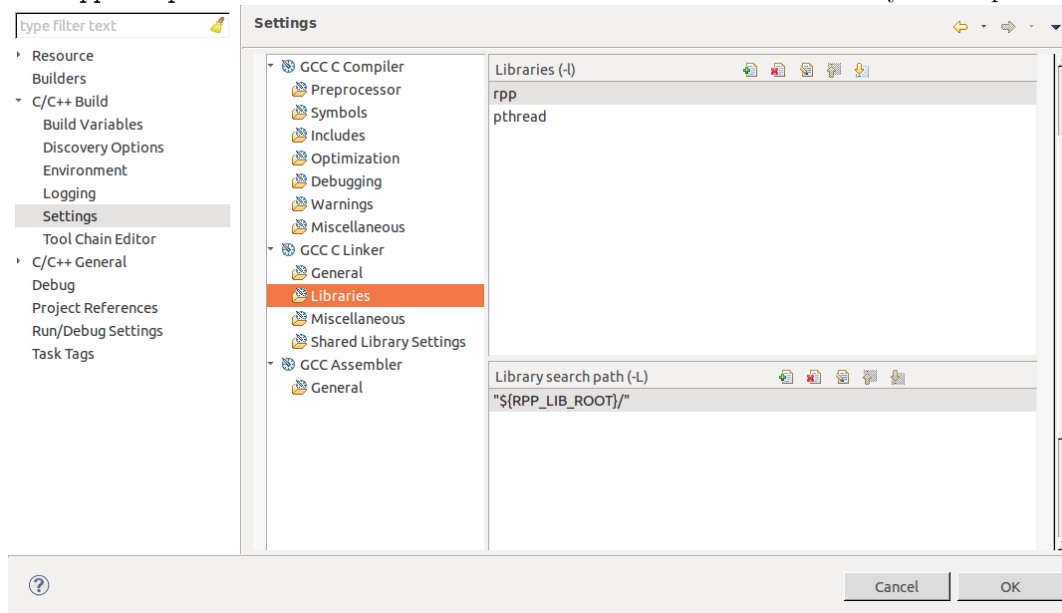 type filter text
Resource
Builders
C/C++ Build
Build Variables
Discovery Options
Environment
Logging
Settings
Tool Chain Editor
C/C++ General
Debug
Project References
Run/Debug Settings
Task Tags
Settings
GCC C Compiler
Preprocessor
Symbols
Includes
Optimization
Debugging
Warnings
Miscellaneous
GCC C Linker
General
Libraries
Miscellaneous
Shared Library Settings
GCC Assembler
General
Libraries (-l)
rpp
pthread
Library search path (-L)
"${RPP_LIB_ROOT}/"
Cancel
OK